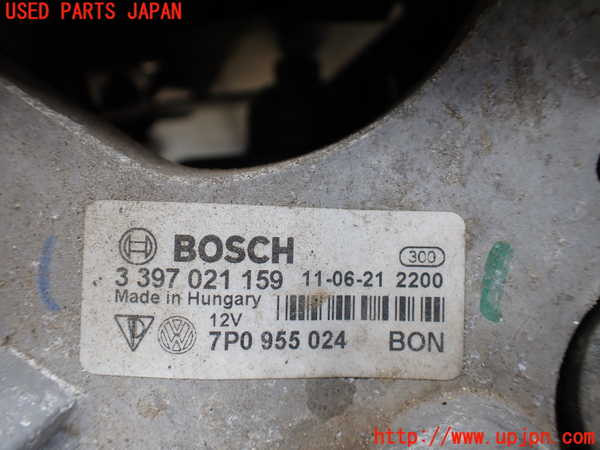 USED PARTS JAPAN
BOSCH
300
3 397 021 159 11-06-21 2200
Made in Hungary
12V
7P0 955 024 BON
http://www.upjpn.com/